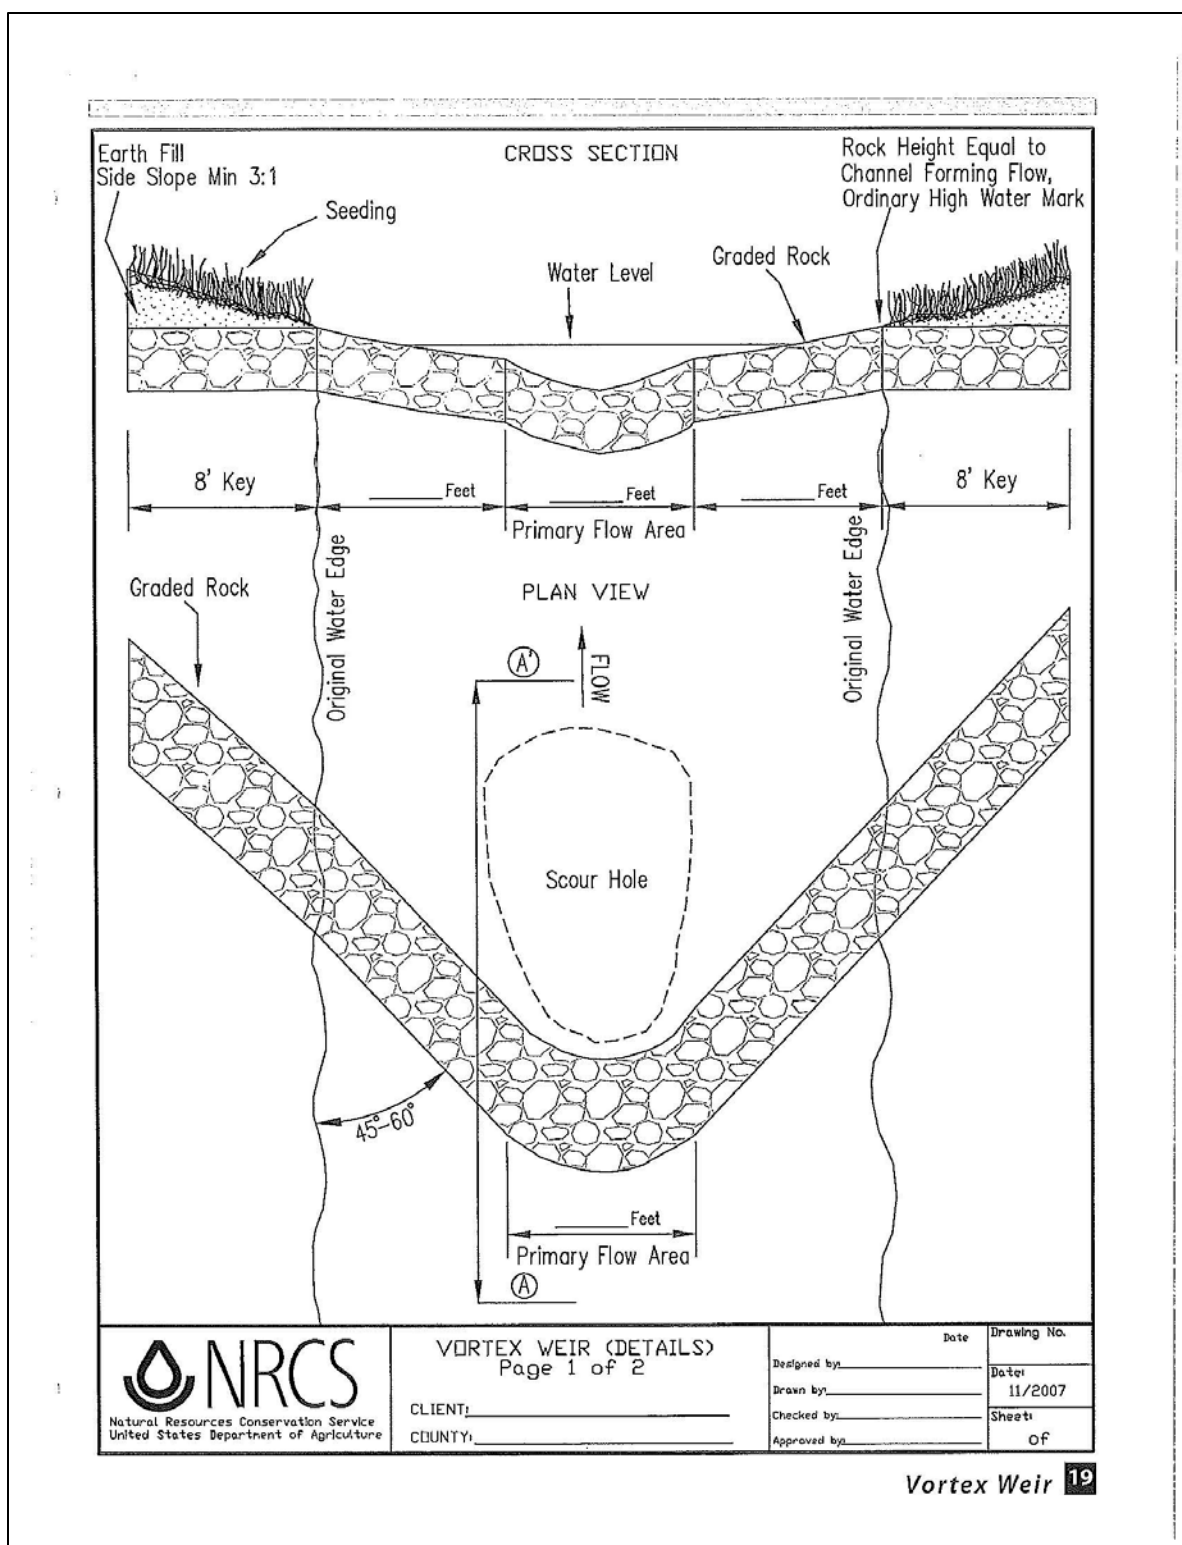 CROSS SECTION
Earth Fill
Side Slope Min 3:1
Seeding
Water Level
Graded Rock
Rock Height Equal to
Channel Forming Flow,
Ordinary High Water Mark
8' Key
Feet
Feet
Feet
8' Key
Primary Flow Area
Original Water Edge
Original Water Edge
Graded Rock
PLAN VIEW
A'
FLOW
Scour Hole
45°-60°
Feet
Primary Flow Area
A
NRCS
Natural Resources Conservation Service
United States Department of Agriculture
VORTEX WEIR (DETAILS)
Page 1 of 2
CLIENT:
COUNTY:
Date
Designed by:
Drawn by:
Checked by:
Approved by:
Drawing No.
Date:
11/2007
Sheet:
of
Vortex Weir 19